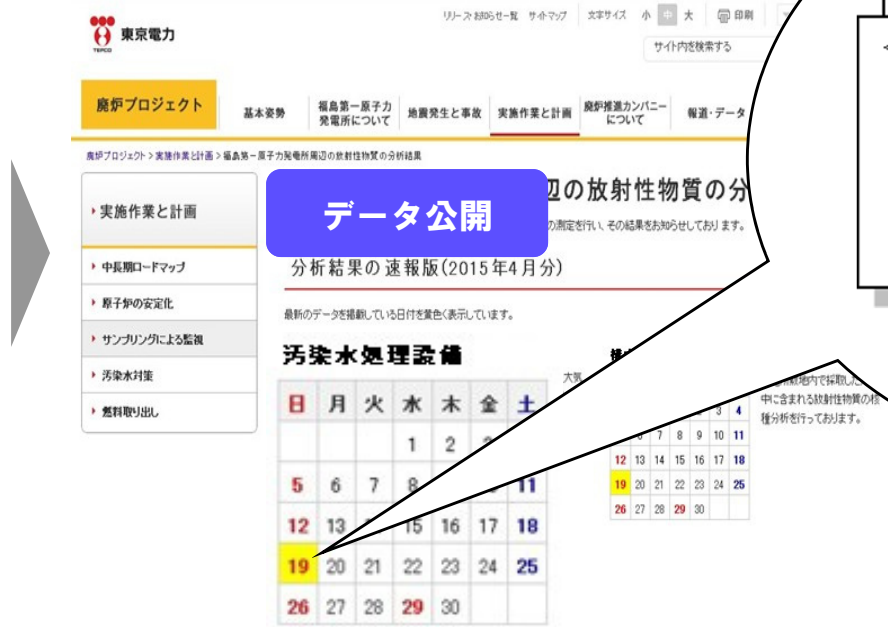 リリース・お知らせ一覧 サイトマップ 文字サイズ 小 中 大 印刷
東京電力
TEPCO
サイト内を検索する
廃炉プロジェクト
基本姿勢
福島第一原子力
発電所について
地震発生と事故
実施作業と計画
廃炉推進カンパニー
について
報道・データ
廃炉プロジェクト > 実施作業と計画 > 福島第一原子力発電所周辺の放射性物質の分析結果
実施作業と計画
中長期ロードマップ
原子炉の安定化
サンプリングによる監視
汚染水対策
燃料取り出し
辺の放射性物質の分
データ公開
の測定を行い、その結果をお知らせしております。
分析結果の速報版(2015年4月分)
最新のデータを掲載している日付を黄色く表示しています。
汚染水処理設備
日 月 火 水 木 金 土
1 2
5 6 7 8 11
12 13 15 16 17 18
19 20 21 22 23 24 25
26 27 28 29 30
大気
3 4
7 8 9 10 11
12 13 14 15 16 17 18
19 20 21 22 23 24 25
26 27 28 29 30
敷地内で採取した
中に含まれる放射性物質の核
種分析を行っております。